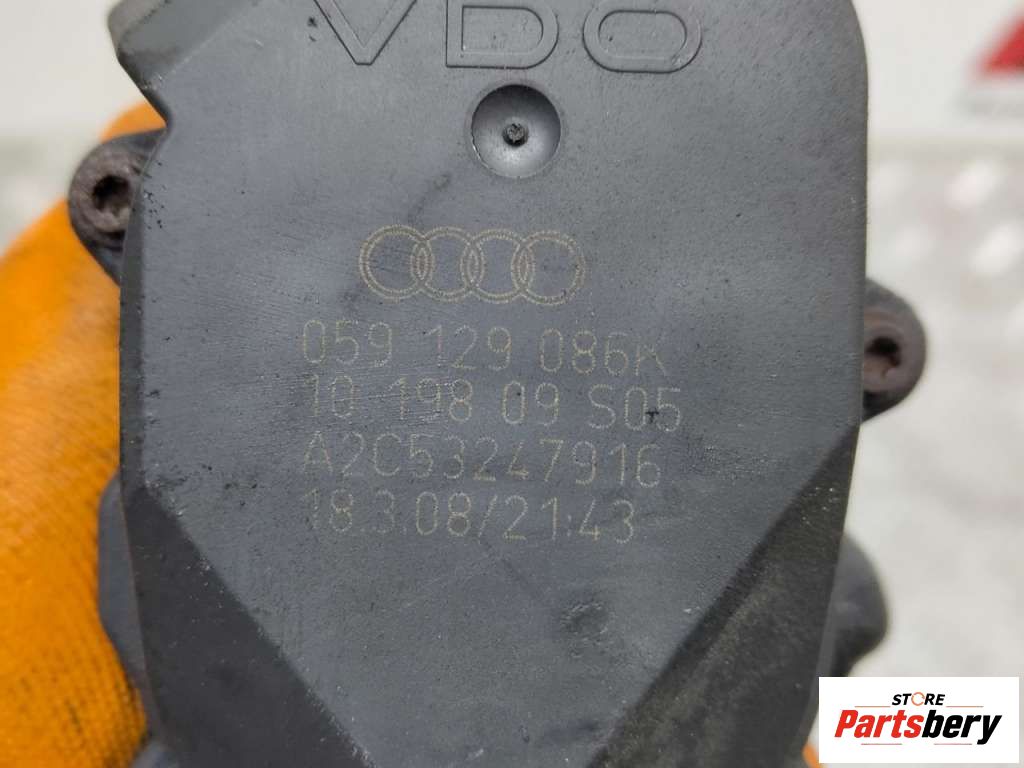 VDO
059 129 086K
10 198 09 S05
A2C53247916
18.3.08/21:43
STORE
Partsbery